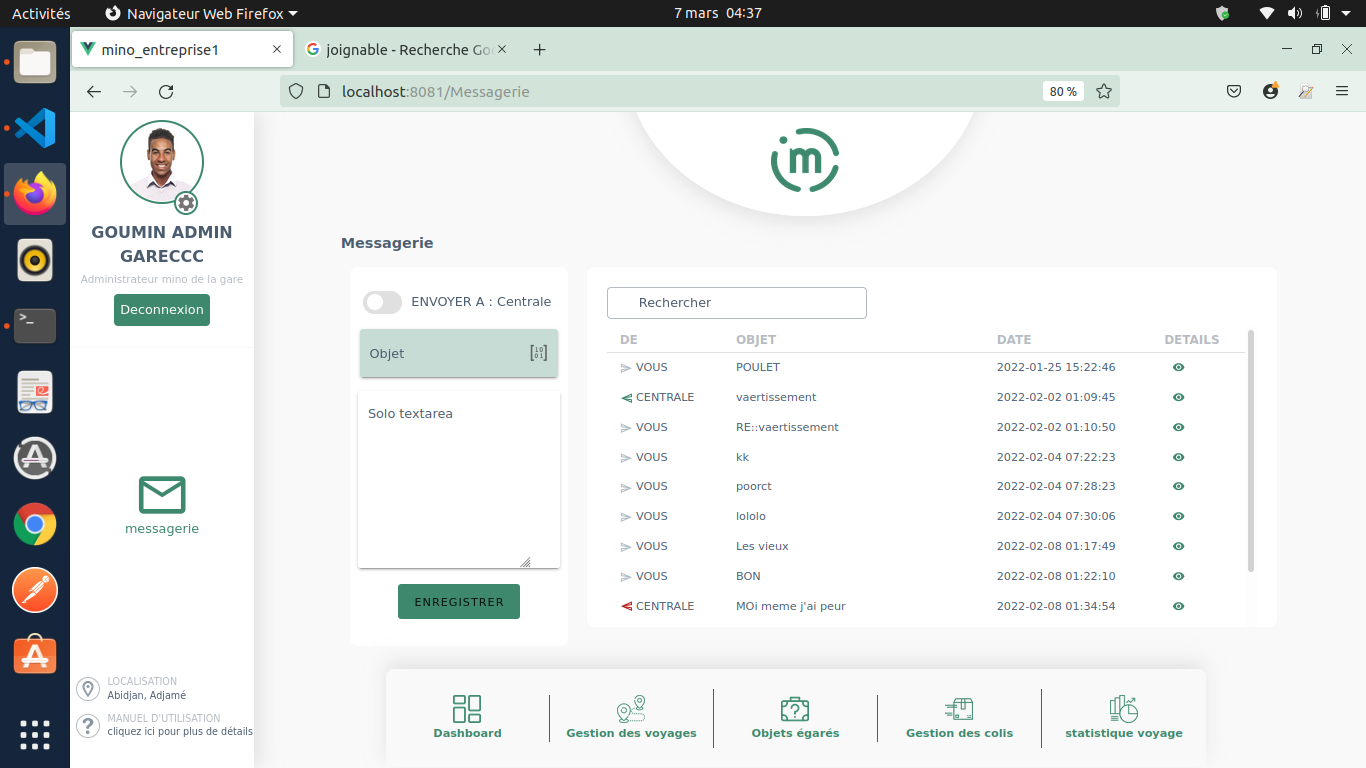 Activités
Navigateur Web Firefox
7 mars 04:37
mino_entreprise1
joignable - Recherche Goo
localhost:8081/Messagerie
80 %
GOUMIN ADMIN
GARECCC
Administrateur mino de la gare
Deconnexion
messagerie
LOCALISATION
Abidjan, Adjamé
MANUEL D'UTILISATION
cliquez ici pour plus de détails
m
Messagerie
ENVOYER A : Centrale
Objet
Solo textarea
ENREGISTRER
Rechercher
DE OBJET DATE DETAILS
VOUS POULET 2022-01-25 15:22:46
CENTRALE vaertissement 2022-02-02 01:09:45
VOUS RE::vaertissement 2022-02-02 01:10:50
VOUS kk 2022-02-04 07:22:23
VOUS poorct 2022-02-04 07:28:23
VOUS lololo 2022-02-04 07:30:06
VOUS Les vieux 2022-02-08 01:17:49
VOUS BON 2022-02-08 01:22:10
CENTRALE MOi meme j'ai peur 2022-02-08 01:34:54
Dashboard
Gestion des voyages
Objets égarés
Gestion des colis
statistique voyage